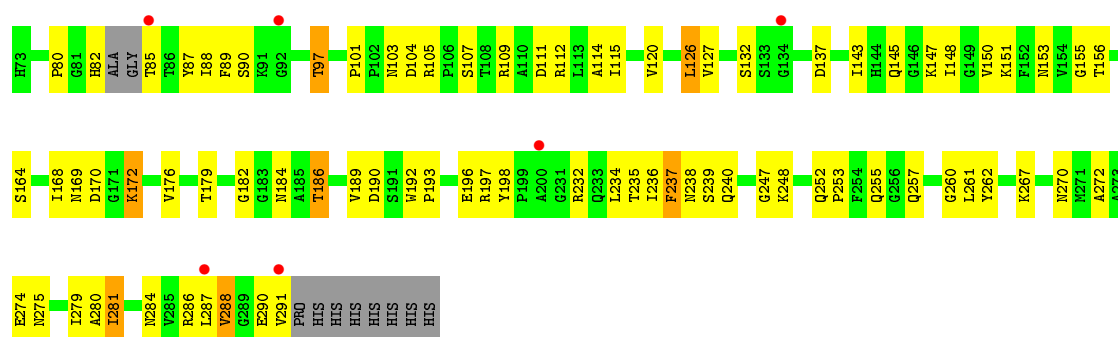 H73 P80 G81 H82 ALA GLY T85 T86 Y87 I88 F89 S90 K91 G92 T97 P101 P102 N103 D104 R105 P106 S107 T108 R109 A110 D111 R112 L113 A114 I115 V120 L126 V127 S132 S133 G134 D137 I143 H144 Q145 G146 K147 I148 G149 V150 K151 F152 N153 V154 G155 T156
S164 I168 N169 D170 G171 K172 V176 T179 G182 G183 N184 A185 T186 V189 D190 S191 W192 P193 E196 R197 Y198 P199 A200 G231 R232 Q233 L234 T235 I236 F237 N238 S239 Q240 G247 K248 Q252 P253 F254 Q255 G256 Q257 G260 L261 Y262 K267 N270 M271 A272 A273
E274 N275 I279 A280 I281 N284 V285 R286 L287 V288 G289 E290 V291 PRO HIS HIS HIS HIS HIS HIS